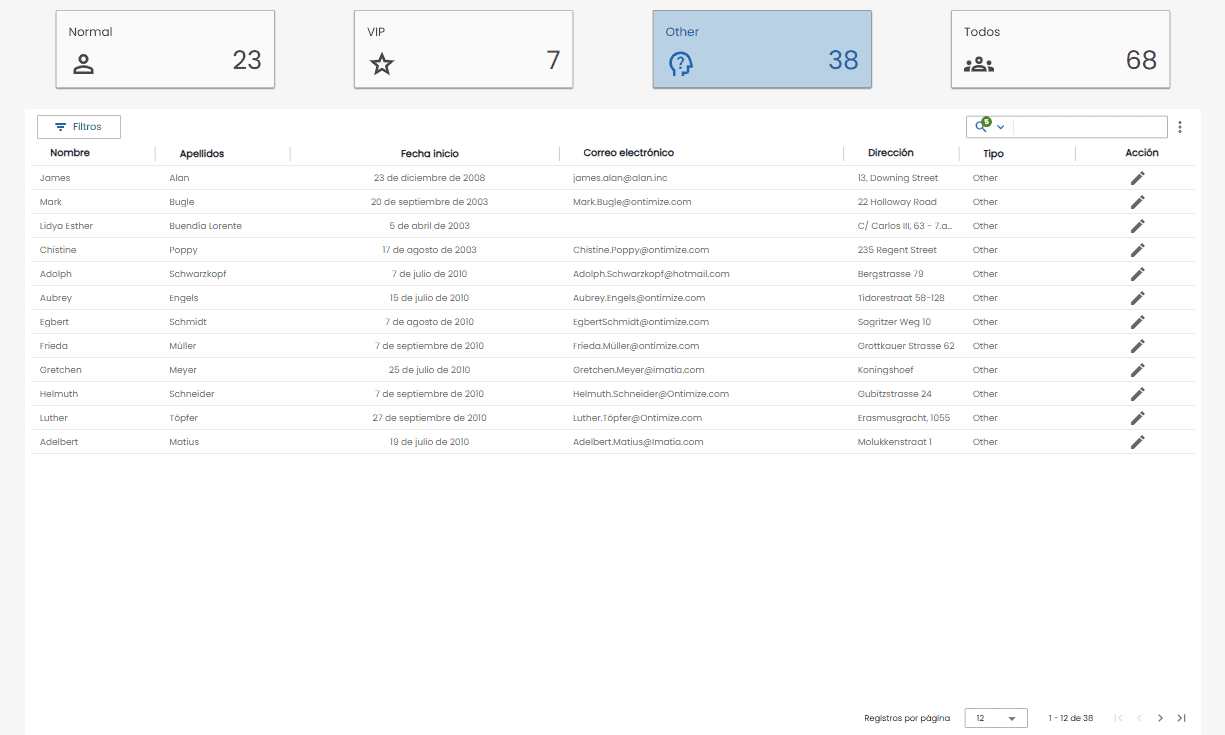 Normal
23
VIP
7
Other
38
Todos
68
Filtros
5
Nombre Apellidos Fecha inicio Correo electrónico Dirección Tipo Acción
James Alan 23 de diciembre de 2008 james.alan@alan.inc 13, Downing Street Other
Mark Bugle 20 de septiembre de 2003 Mark.Bugle@ontimize.com 22 Holloway Road Other
Lidya Esther Buendía Lorente 5 de abril de 2003 C/ Carlos III, 63 - 7.a... Other
Chistine Poppy 17 de agosto de 2003 Chistine.Poppy@ontimize.com 235 Regent Street Other
Adolph Schwarzkopf 7 de julio de 2010 Adolph.Schwarzkopf@hotmail.com Bergstrasse 79 Other
Aubrey Engels 15 de julio de 2010 Aubrey.Engels@ontimize.com Tidorestraat 58-128 Other
Egbert Schmidt 7 de agosto de 2010 EgbertSchmidt@ontimize.com Sagritzer Weg 10 Other
Frieda Müller 7 de septiembre de 2010 Frieda.Müller@ontimize.com Grottkauer Strasse 62 Other
Gretchen Meyer 25 de julio de 2010 Gretchen.Meyer@imatia.com Koningshoef Other
Helmuth Schneider 7 de septiembre de 2010 Helmuth.Schneider@Ontimize.com Gubitzstrasse 24 Other
Luther Töpfer 27 de septiembre de 2010 Luther.Töpfer@Ontimize.com Erasmusgracht, 1055 Other
Adelbert Matius 19 de julio de 2010 Adelbert.Matius@Imatia.com Molukkenstraat 1 Other
Registros por página 12 1 - 12 de 38